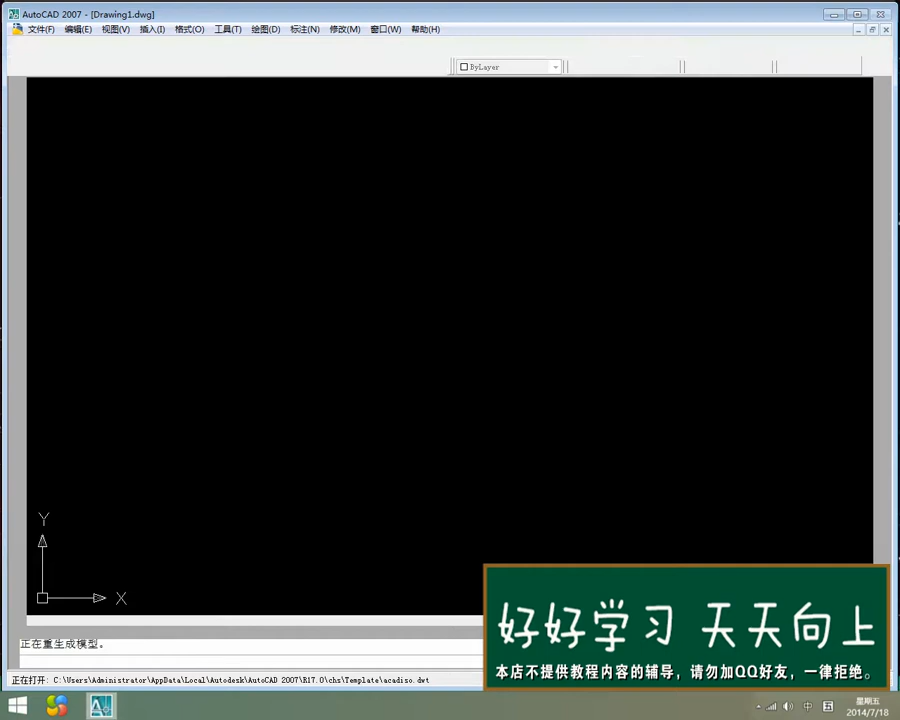 AutoCAD 2007 - [Drawing1.dwg]
文件(F) 编辑(E) 视图(V) 插入(I) 格式(O) 工具(T) 绘图(D) 标注(N) 修改(M) 窗口(W) 帮助(H)
ByLayer
Y
X
好好学习 天天向上
正在重生成模型。
本店不提供教程内容的辅导，请勿加QQ好友，一律拒绝。
正在打开: C:\Users\Administrator\AppData\Local\Autodesk\AutoCAD 2007\R17.0\chs\Template\acadiso.dwt
中 五
星期五
2014/7/18